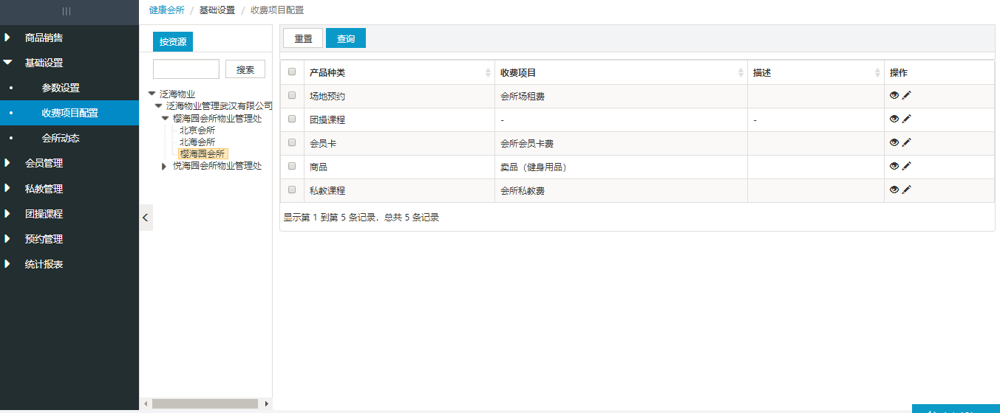 健康会所 / 基础设置 / 收费项目配置
商品销售
基础设置
参数设置
收费项目配置
会所动态
会员管理
私教管理
团操课程
预约管理
统计报表
按资源
搜索
泛海物业
泛海物业管理武汉有限公司
樱海园会所物业管理处
北京会所
北海会所
樱海园会所
悦海园会所物业管理处
重置 查询
产品种类 收费项目 描述 操作
场地预约 会所场租费
团操课程 - -
会员卡 会所会员卡费
商品 卖品（健身用品）
私教课程 会所私教费
显示第 1 到第 5 条记录，总共 5 条记录